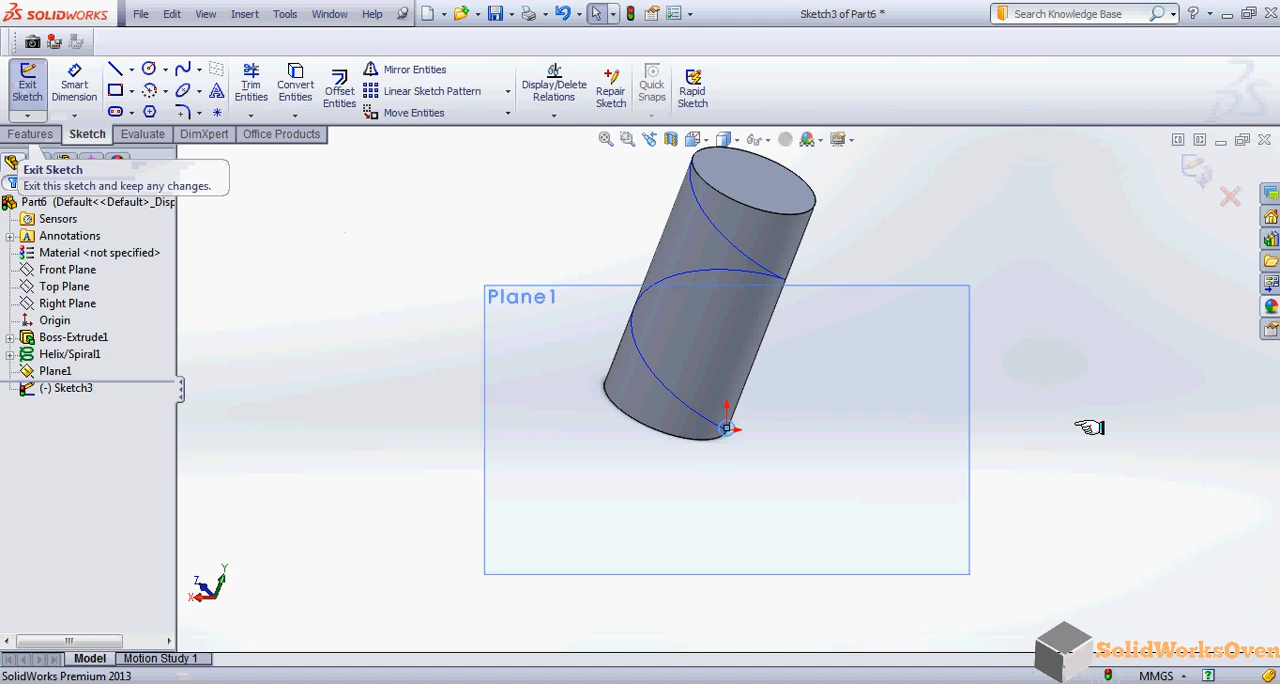 SOLIDWORKS File Edit View Insert Tools Window Help Sketch3 of Part6 * Search Knowledge Base
Exit Sketch
Smart Dimension
Trim Entities
Convert Entities
Offset Entities
Mirror Entities
Linear Sketch Pattern
Move Entities
Display/Delete Relations
Repair Sketch
Quick Snaps
Rapid Sketch
Features Sketch Evaluate DimXpert Office Products
Exit Sketch
Exit this sketch and keep any changes.
Part6 (Default<<Default>_Disp
Sensors
Annotations
Material <not specified>
Front Plane
Top Plane
Right Plane
Origin
Boss-Extrude1
Helix/Spiral1
Plane1
(-) Sketch3
Plane1
Y
Z
X
SolidWorksOven
Model Motion Study 1
SolidWorks Premium 2013 MMGS